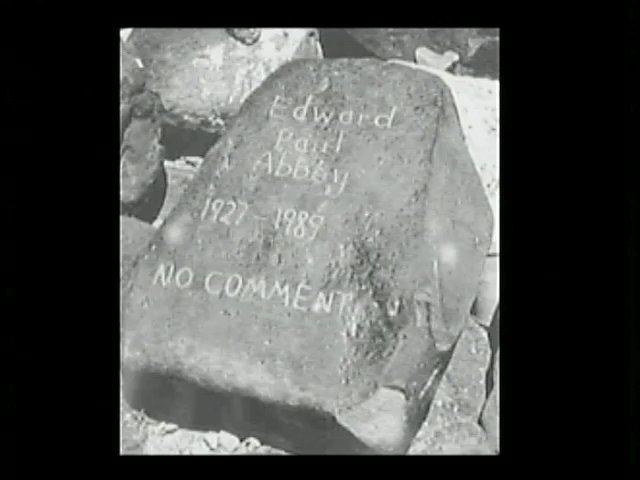 Edward
Paul
Abbey
1927-1989
NO COMMENT